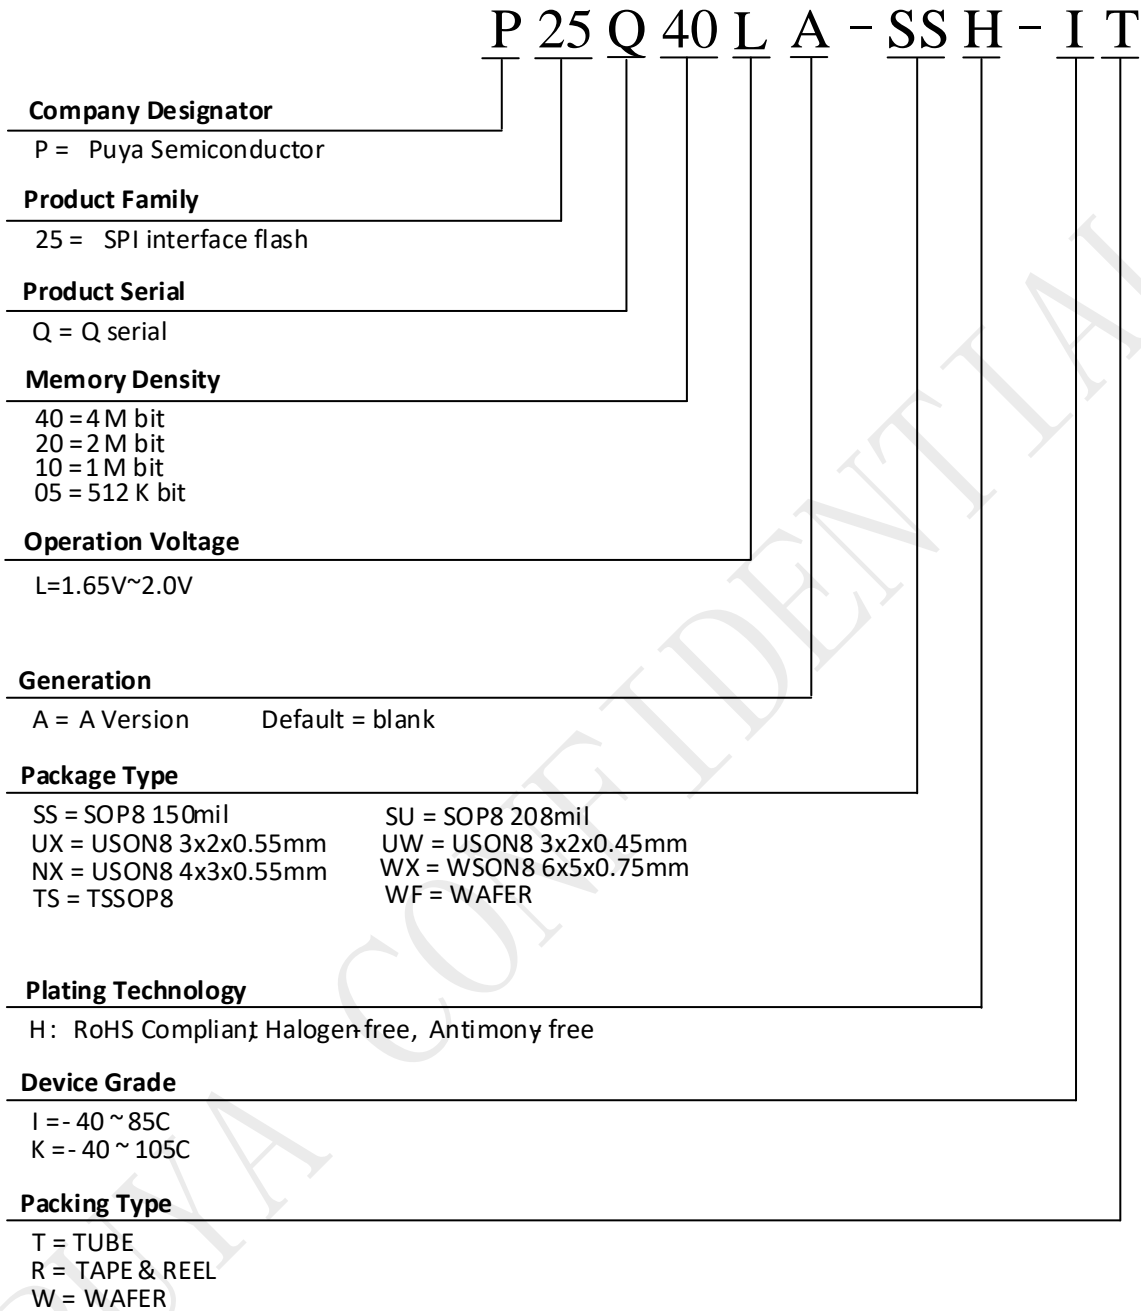 P 25 Q 40 L A - SS H - I T
Company Designator
P = Puya Semiconductor
Product Family
25 = SPI interface flash
Product Serial
Q = Q serial
Memory Density
40 = 4 M bit
20 = 2 M bit
10 = 1 M bit
05 = 512 K bit
Operation Voltage
L=1.65V~2.0V
Generation
A = A Version Default = blank
Package Type
SS = SOP8 150mil SU = SOP8 208mil
UX = USON8 3x2x0.55mm UW = USON8 3x2x0.45mm
NX = USON8 4x3x0.55mm WX = WSON8 6x5x0.75mm
TS = TSSOP8 WF = WAFER
Plating Technology
H: RoHS Compliant, Halogen-free, Antimony-free
Device Grade
I = - 40 ~ 85C
K = - 40 ~ 105C
Packing Type
T = TUBE
R = TAPE & REEL
W = WAFER
PUYA CONFIDENTIAL